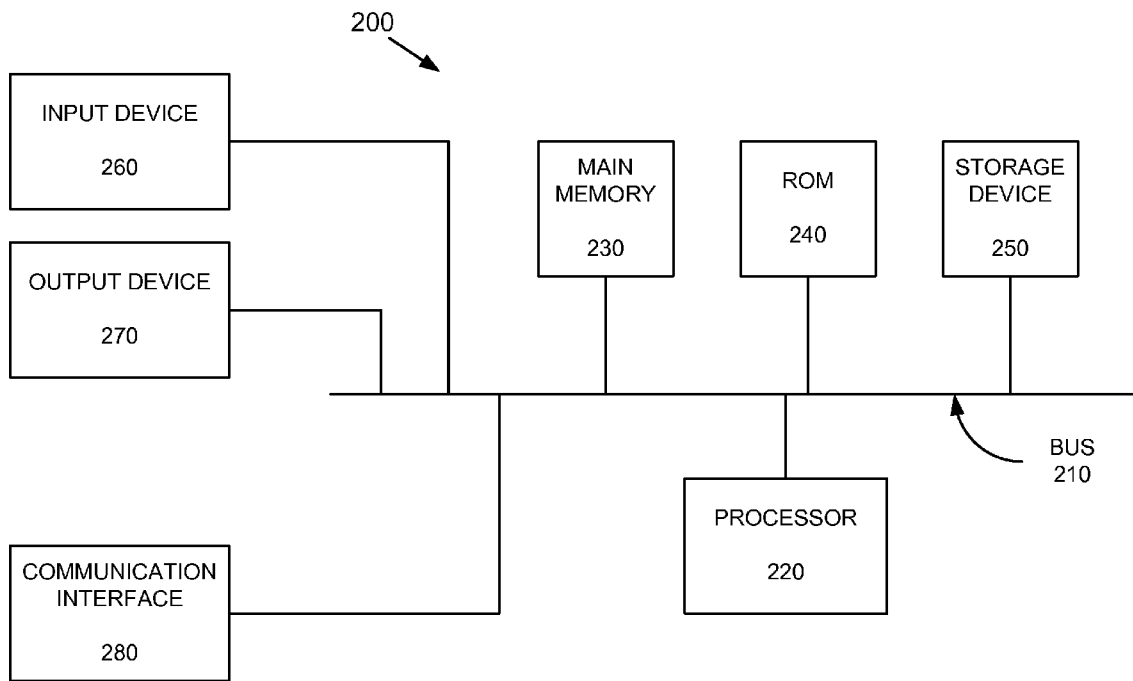 200
INPUT DEVICE
260
OUTPUT DEVICE
270
COMMUNICATION
INTERFACE
280
MAIN
MEMORY
230
ROM
240
STORAGE
DEVICE
250
BUS
210
PROCESSOR
220